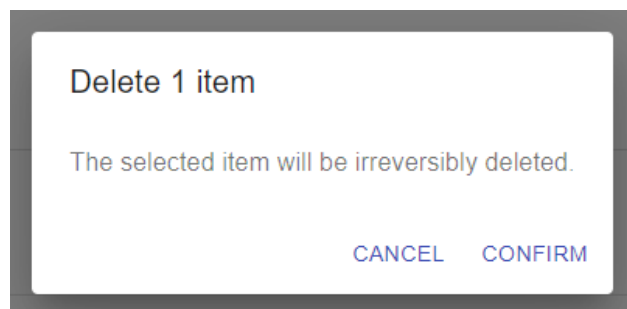 Delete 1 item
The selected item will be irreversibly deleted.
CANCEL CONFIRM